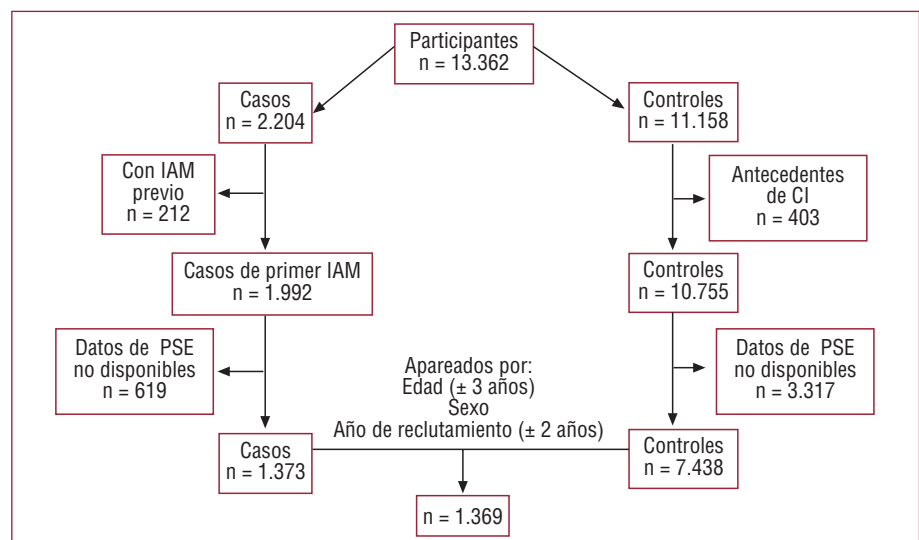 Participantes
n = 13.362
Casos
n = 2.204
Controles
n = 11.158
Con IAM
previo
n = 212
Antecedentes
de CI
n = 403
Casos de primer IAM
n = 1.992
Controles
n = 10.755
Datos de PSE
no disponibles
n = 619
Apareados por:
Edad (± 3 años)
Sexo
Año de reclutamiento (± 2 años)
Datos de PSE
no disponibles
n = 3.317
Casos
n = 1.373
Controles
n = 7.438
n = 1.369